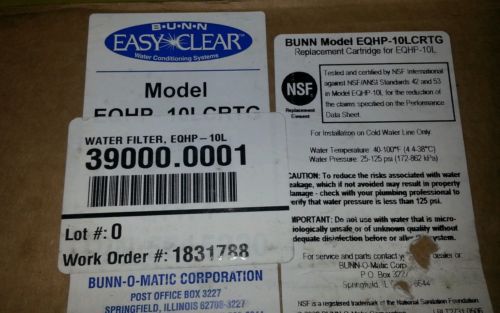 B·U·N·N
EASY CLEAR
Water Conditioning Systems
Model
EQHP-10LCRTG
WATER FILTER, EQHP-10L
39000.0001
Lot #: 0
Work Order #: 1831788
BUNN-O-MATIC CORPORATION
POST OFFICE BOX 3227
SPRINGFIELD, ILLINOIS 62708-3227
BUNN Model EQHP-10LCRTG
Replacement Cartridge for EQHP-10L
NSF
Replacement
Element
Tested and certified by NSF International
against NSF/ANSI Standards 42 and 53
in Model EQHP-10L for the reduction of
the claims specified on the Performance
Data Sheet.
For Installation on Cold Water Line Only.
Water Temperature: 40-100°F (4.4-38°C)
Water Pressure: 25-125 psi (172-862 kPa)
CAUTION: To reduce the risks associated with water
leakage, which if not avoided may result in property
damage - check with your plumbing professional to
verify that water pressure is less than 125 psi.
IMPORTANT: Do not use water that is micro-
biologically unsafe or of unknown quality without
adequate disinfection before or after the system.
For service and parts contact your dealer or:
BUNN-O-Matic
P.O. Box 3227
Springfield, IL
NSF is a registered trademark of the National Sanitation Foundation.